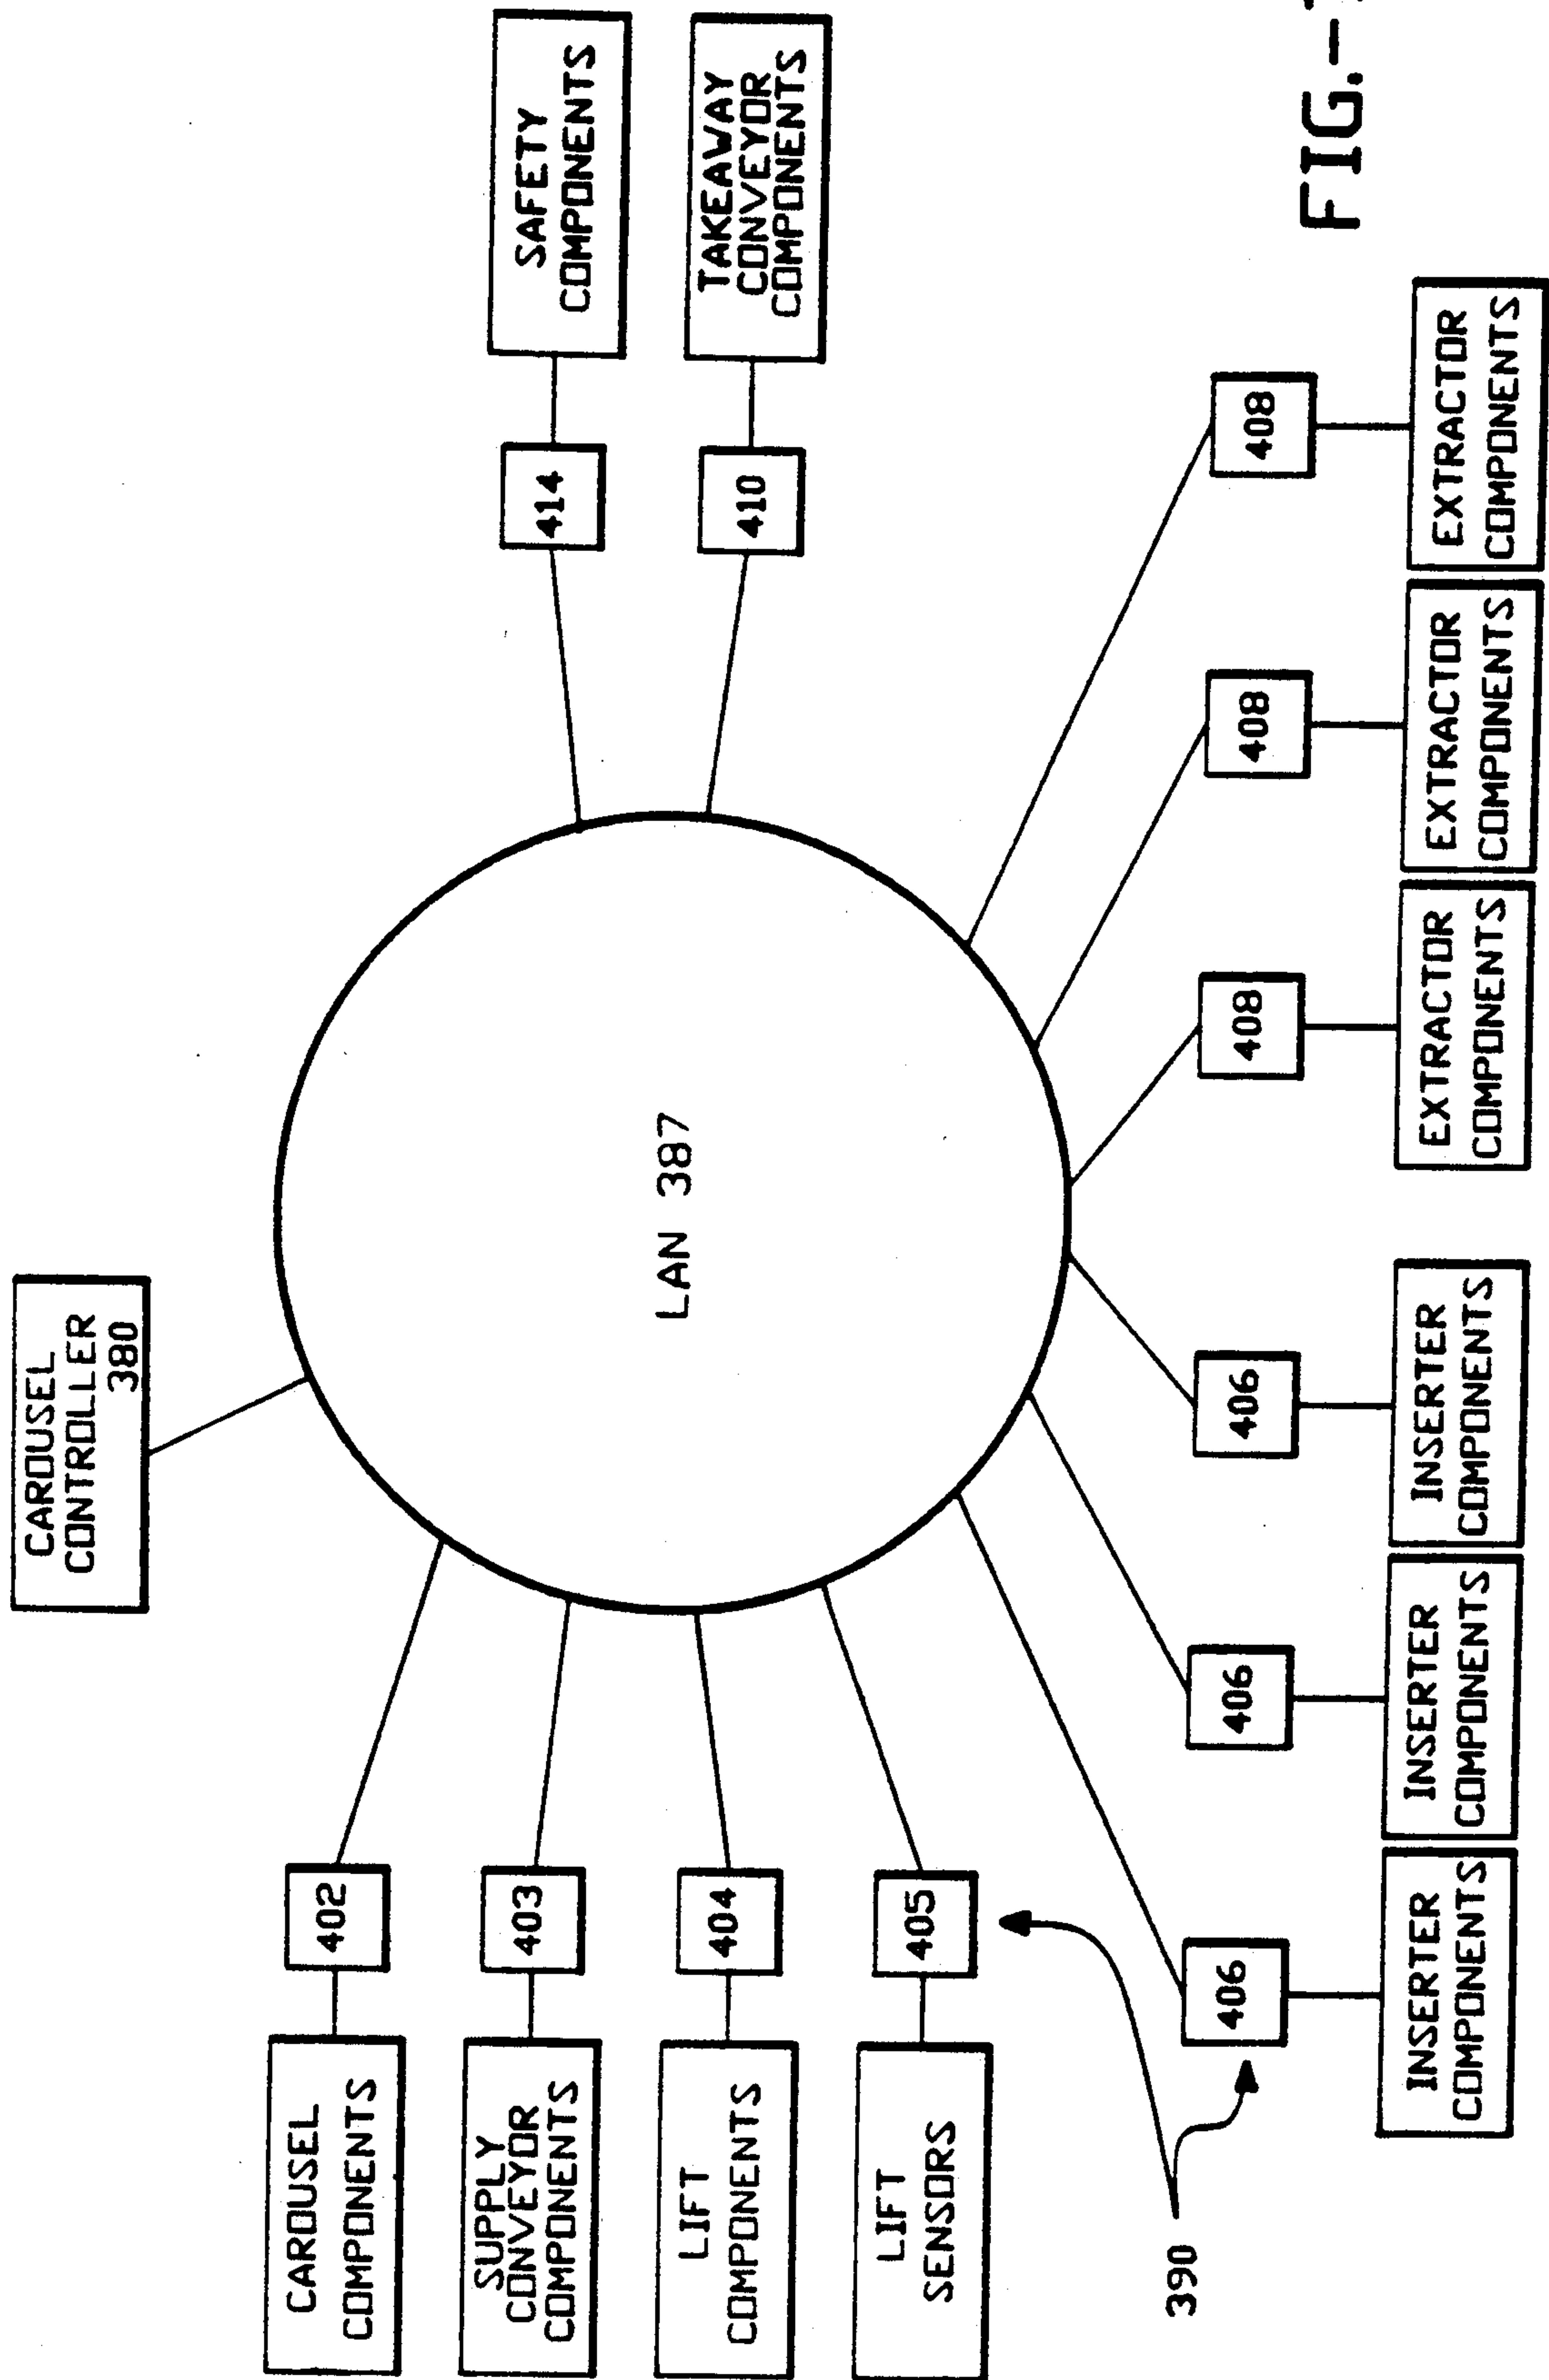 CAROUSEL
CONTROLLER
380
LAN 387
402
CAROUSEL
COMPONENTS
403
SUPPLY
CONVEYOR
COMPONENTS
404
LIFT
COMPONENTS
405
LIFT
SENSORS
390
414
SAFETY
COMPONENTS
410
TAKEAWAY
CONVEYOR
COMPONENTS
406
INSERTER
COMPONENTS
406
INSERTER
COMPONENTS
406
INSERTER
COMPONENTS
408
EXTRACTOR
COMPONENTS
408
EXTRACTOR
COMPONENTS
408
EXTRACTOR
COMPONENTS
FIG.-